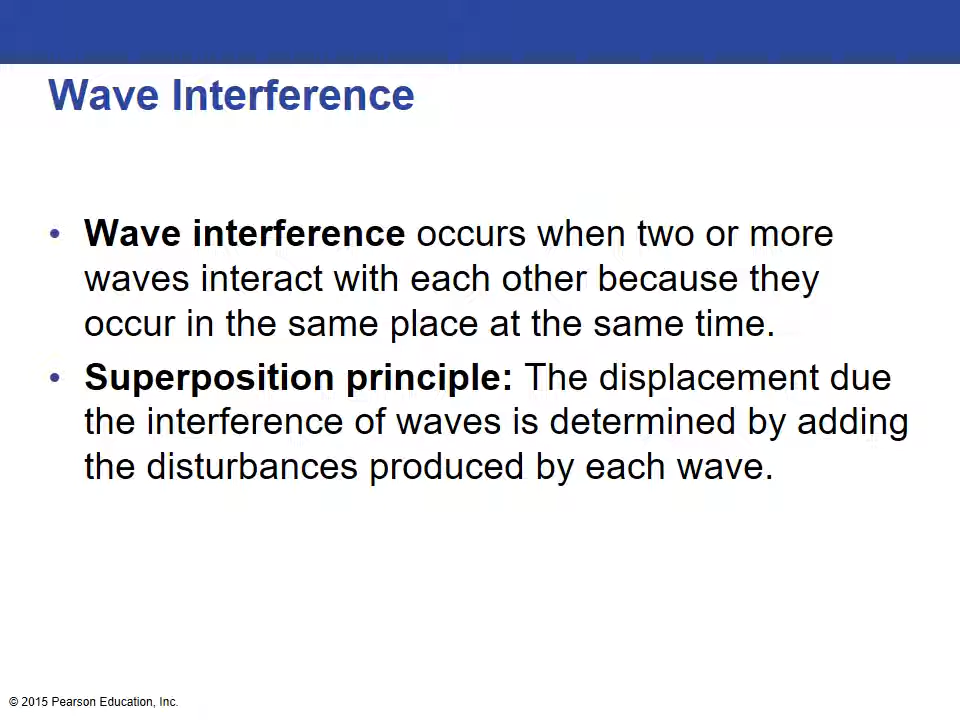 Wave Interference
• Wave interference occurs when two or more
waves interact with each other because they
occur in the same place at the same time.
• Superposition principle: The displacement due
the interference of waves is determined by adding
the disturbances produced by each wave.
© 2015 Pearson Education, Inc.